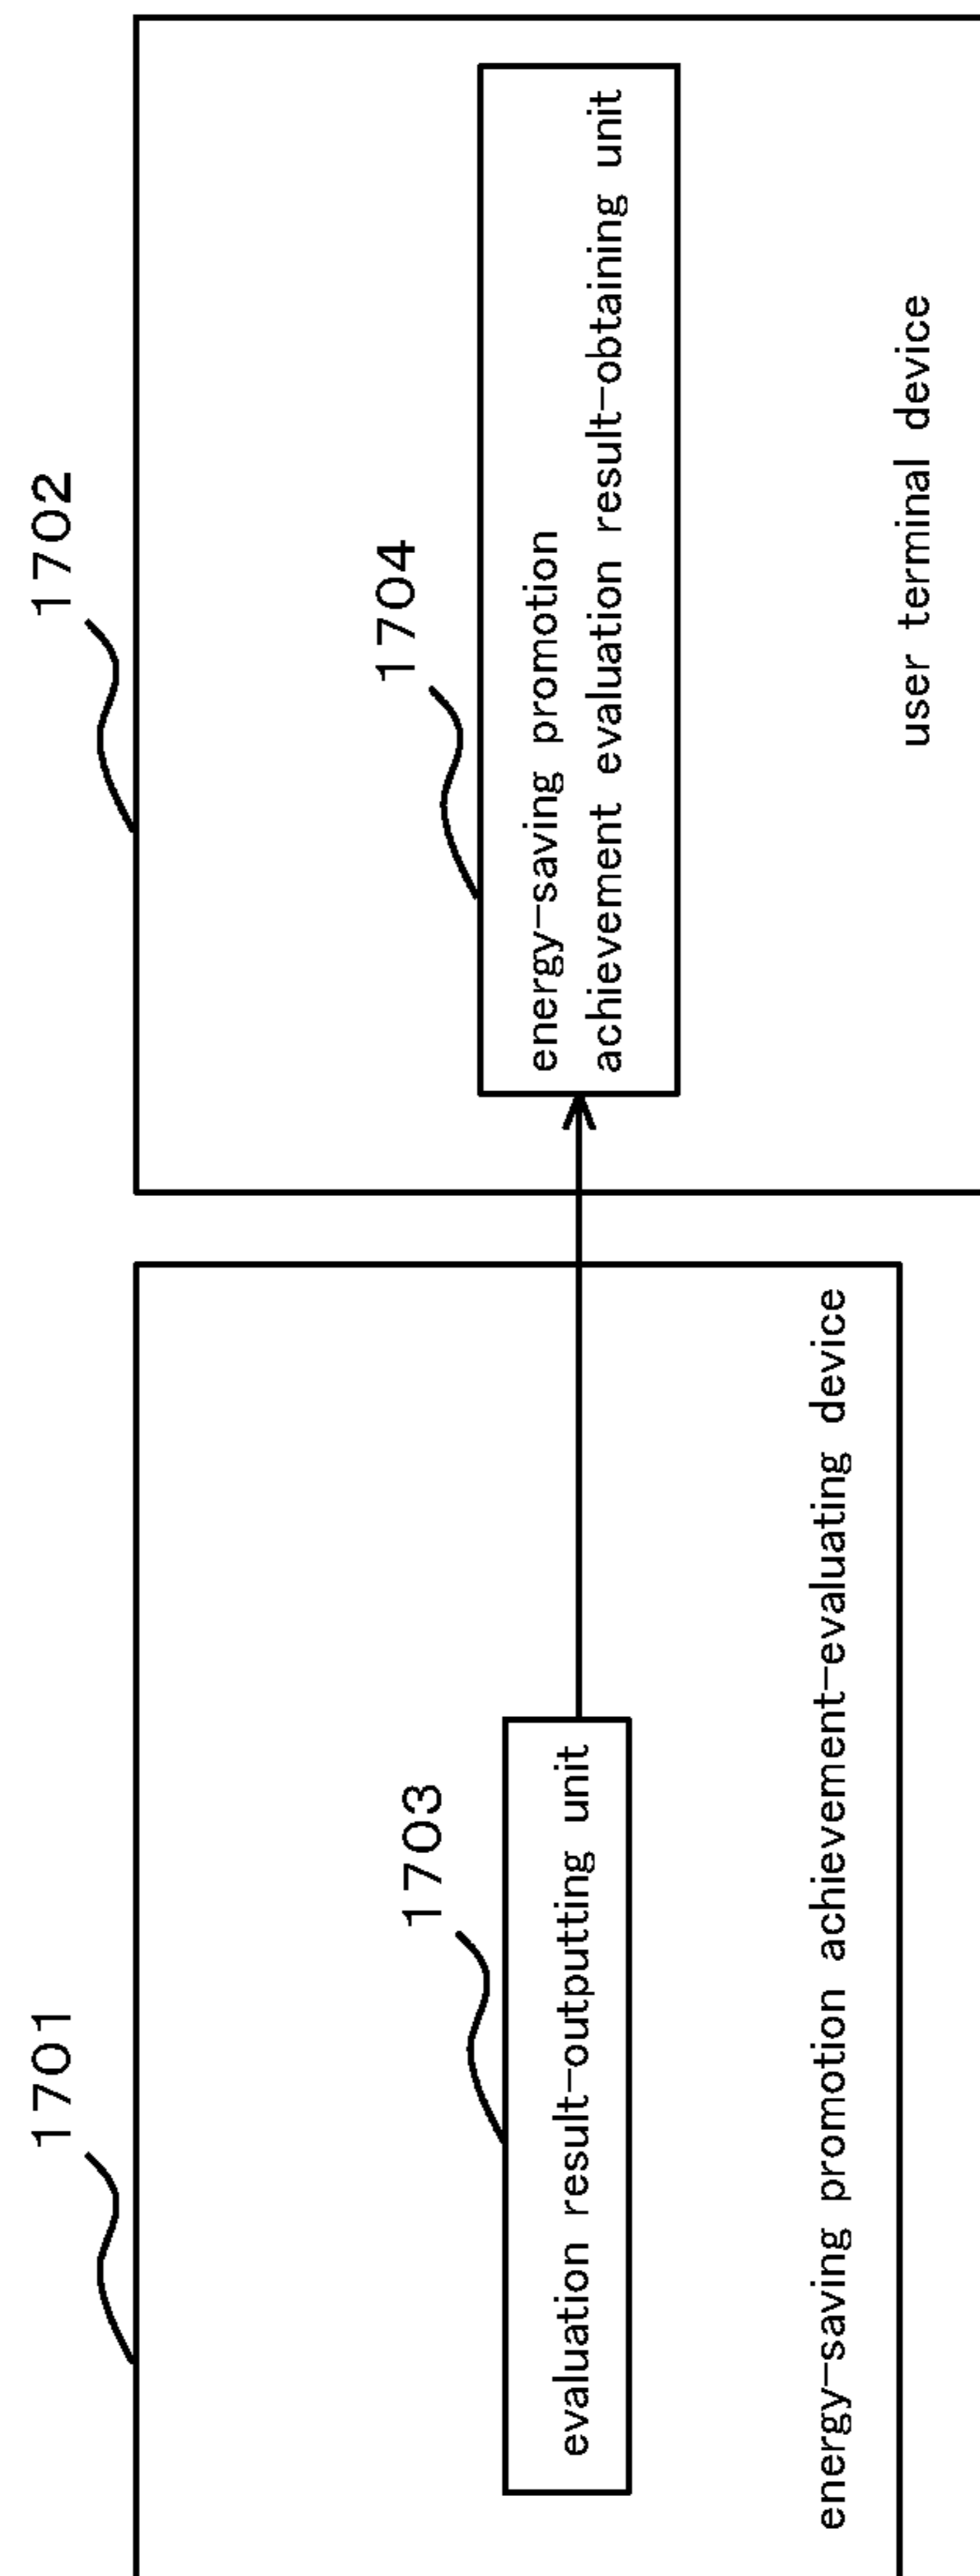 1701
1703
evaluation result-outputting unit
energy-saving promotion achievement-evaluating device
1702
1704
energy-saving promotion
achievement evaluation result-obtaining unit
user terminal device